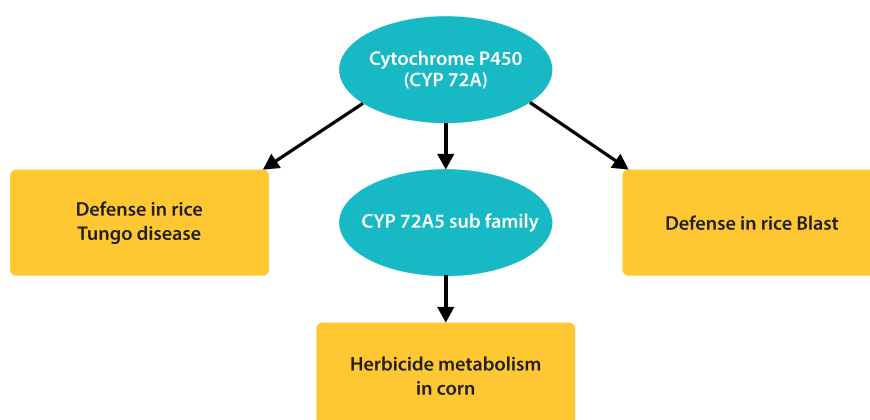 Cytochrome P450
(CYP 72A)
Defense in rice
Tungo disease
CYP 72A5 sub family
Defense in rice Blast
Herbicide metabolism
in corn